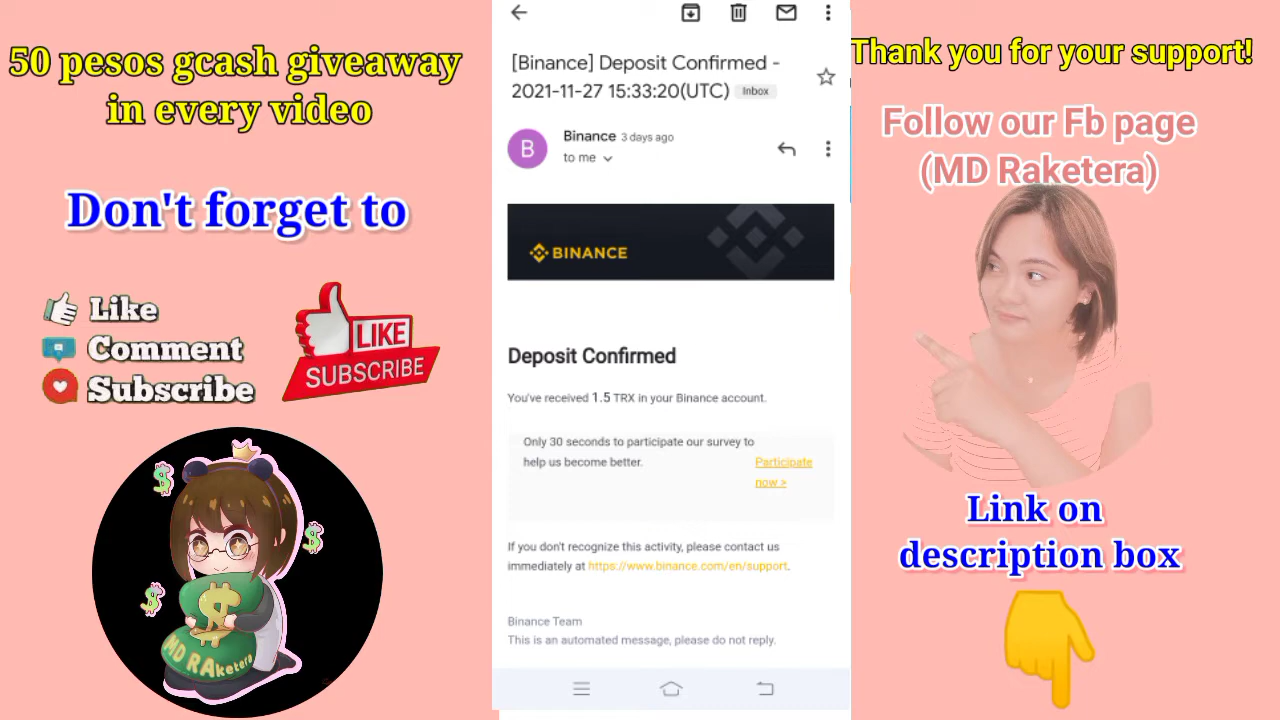 50 pesos gcash giveaway
in every video
Don't forget to
Like
Comment
Subscribe
LIKE
SUBSCRIBE
MD RAketera
[Binance] Deposit Confirmed -
2021-11-27 15:33:20(UTC) Inbox
B
Binance 3 days ago
to me
BINANCE
Deposit Confirmed
You've received 1.5 TRX in your Binance account.
Only 30 seconds to participate our survey to
help us become better.
Participate
now >
If you don't recognize this activity, please contact us
immediately at https://www.binance.com/en/support.
Binance Team
This is an automated message, please do not reply.
Thank you for your support!
Follow our Fb page
(MD Raketera)
Link on
description box